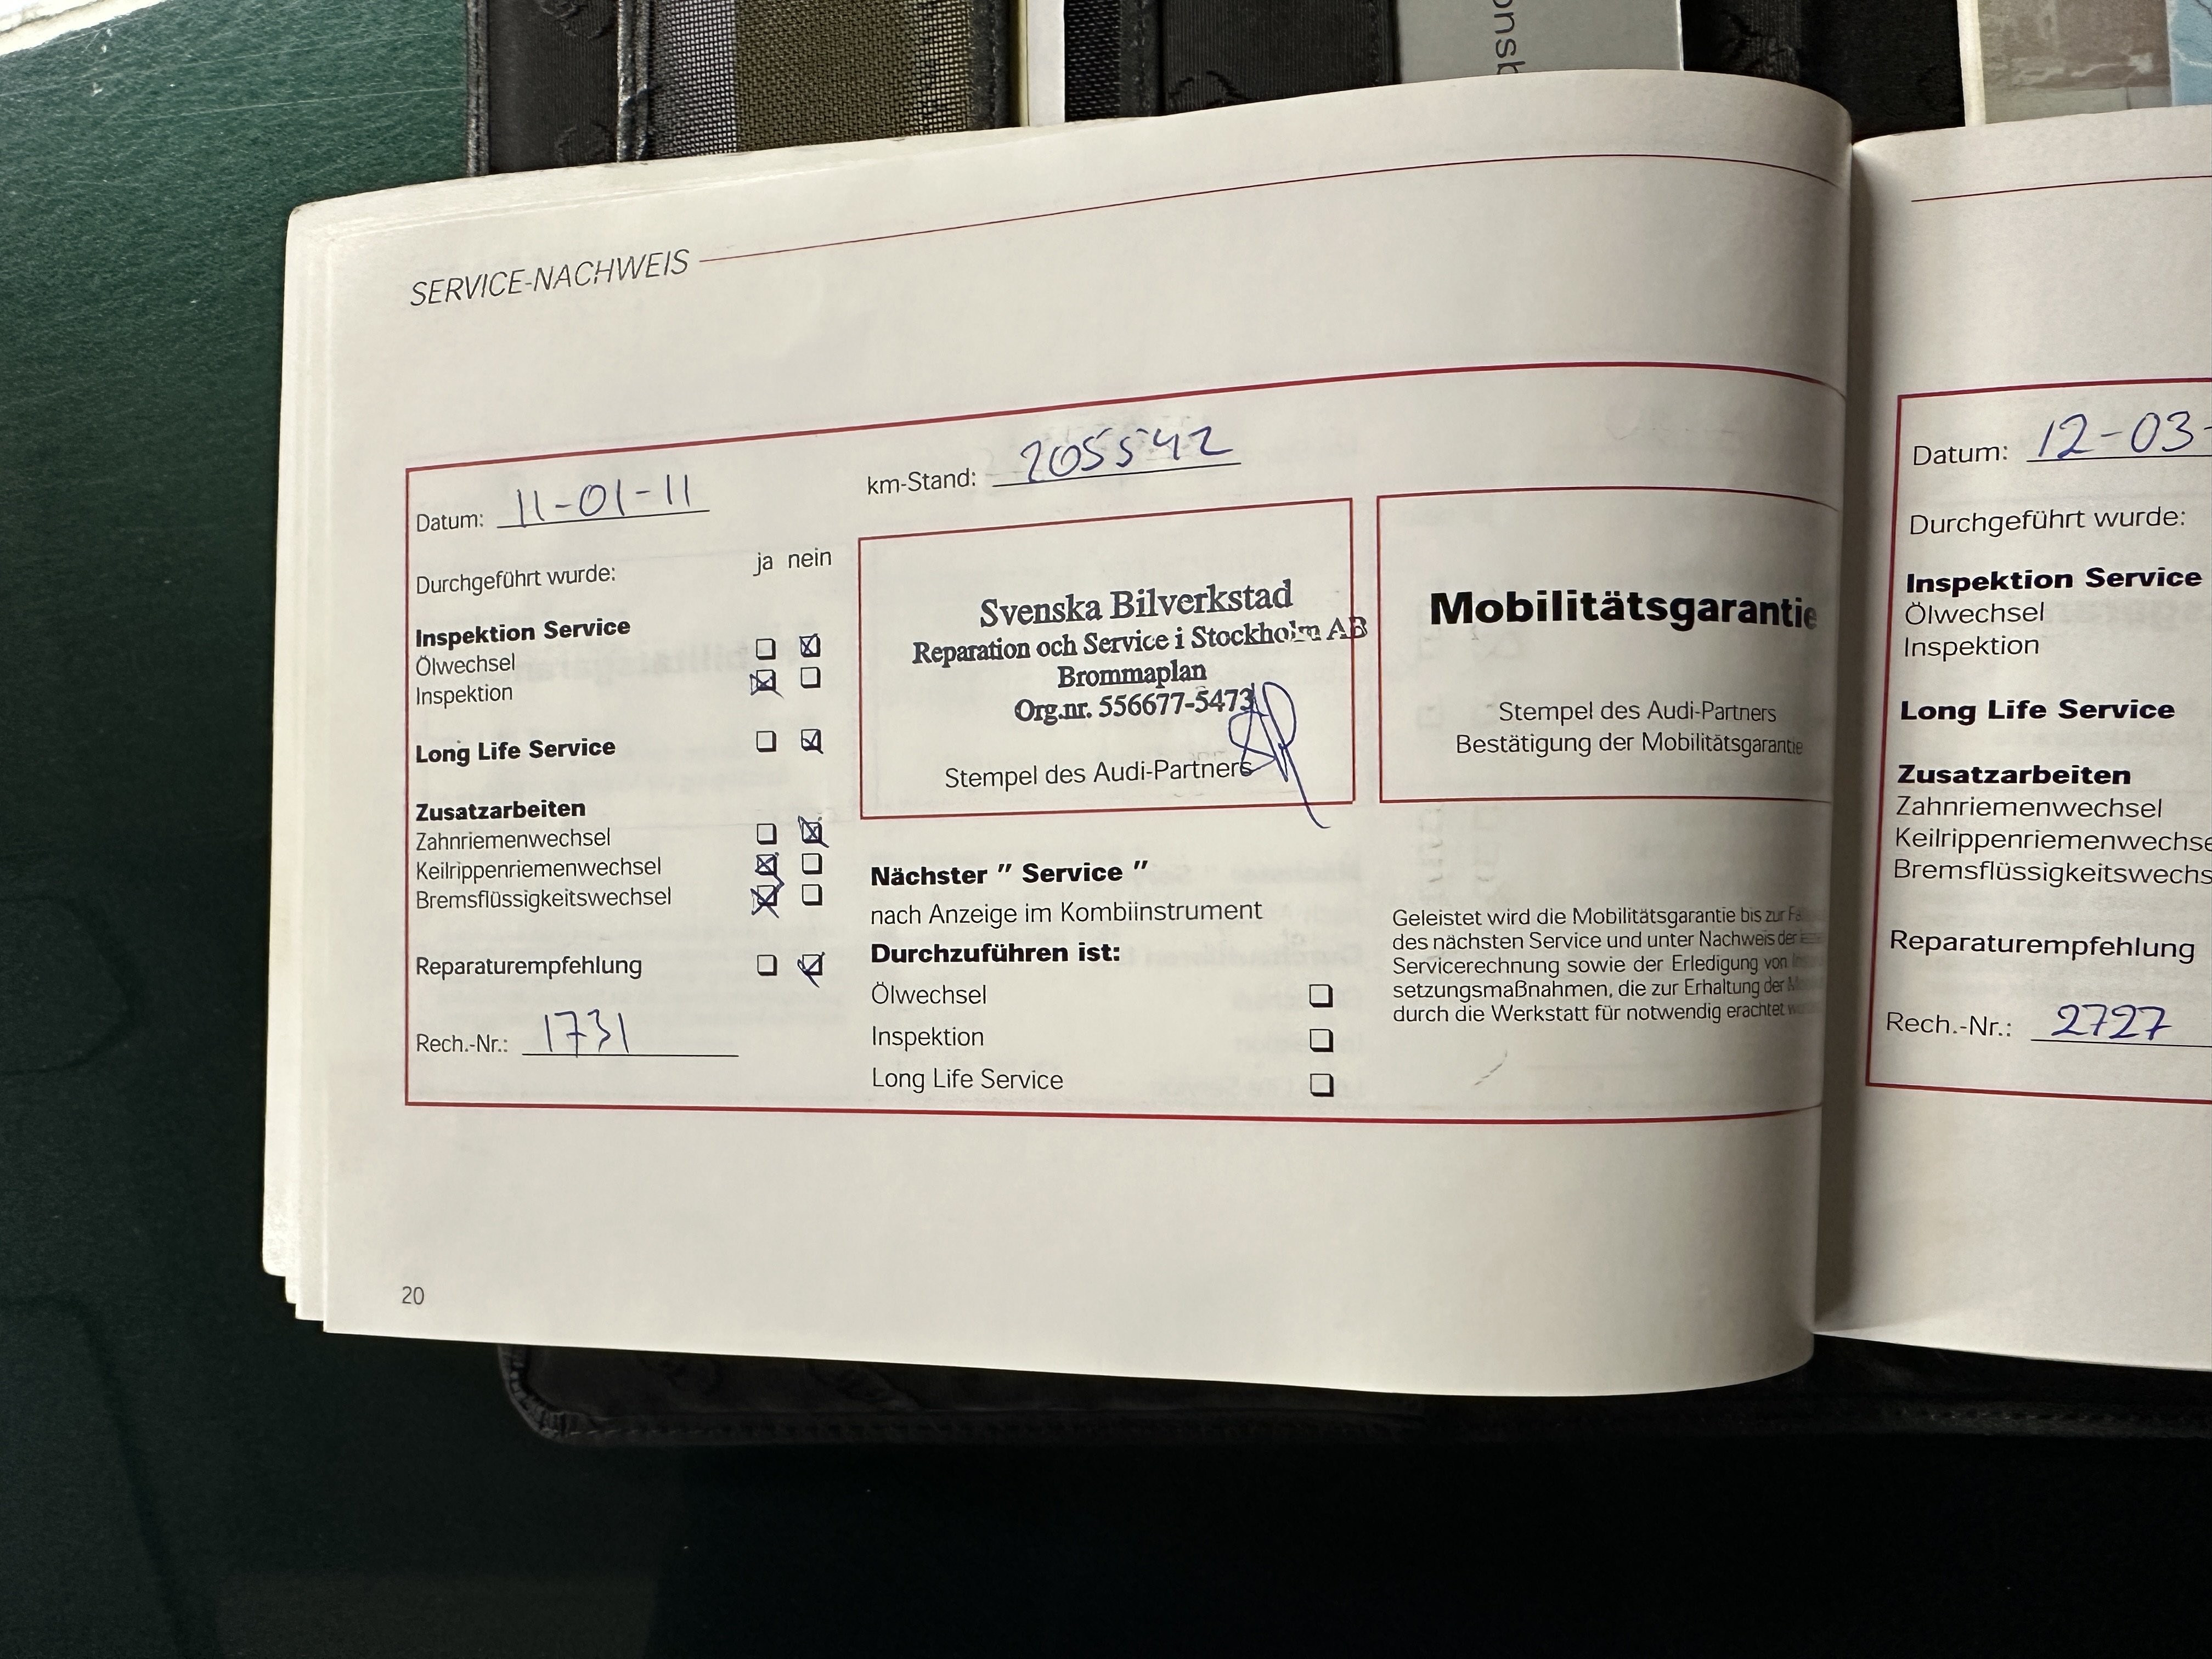 onsb
SERVICE-NACHWEIS
Datum: 11-01-11
km-Stand: 205542
Durchgeführt wurde:
ja nein
Inspektion Service
Ölwechsel
Inspektion
Long Life Service
Zusatzarbeiten
Zahnriemenwechsel
Keilrippenriemenwechsel
Bremsflüssigkeitswechsel
Reparaturempfehlung
Rech.-Nr.: 1731
Svenska Bilverkstad
Reparation och Service i Stockholm AB
Brommaplan
Org.nr. 556677-5473
Stempel des Audi-Partners
Nächster " Service "
nach Anzeige im Kombiinstrument
Durchzuführen ist:
Ölwechsel
Inspektion
Long Life Service
Mobilitätsgarantie
Stempel des Audi-Partners
Bestätigung der Mobilitätsgarantie
Geleistet wird die Mobilitätsgarantie bis zur
des nächsten Service und unter Nachweis der
Servicerechnung sowie der Erledigung von
setzungsmaßnahmen, die zur Erhaltung der
durch die Werkstatt für notwendig erachtet
20
Datum: 12-03-
Durchgeführt wurde:
Inspektion Service
Ölwechsel
Inspektion
Long Life Service
Zusatzarbeiten
Zahnriemenwechsel
Keilrippenriemenwechse
Bremsflüssigkeitswechs
Reparaturempfehlung
Rech.-Nr.: 2727